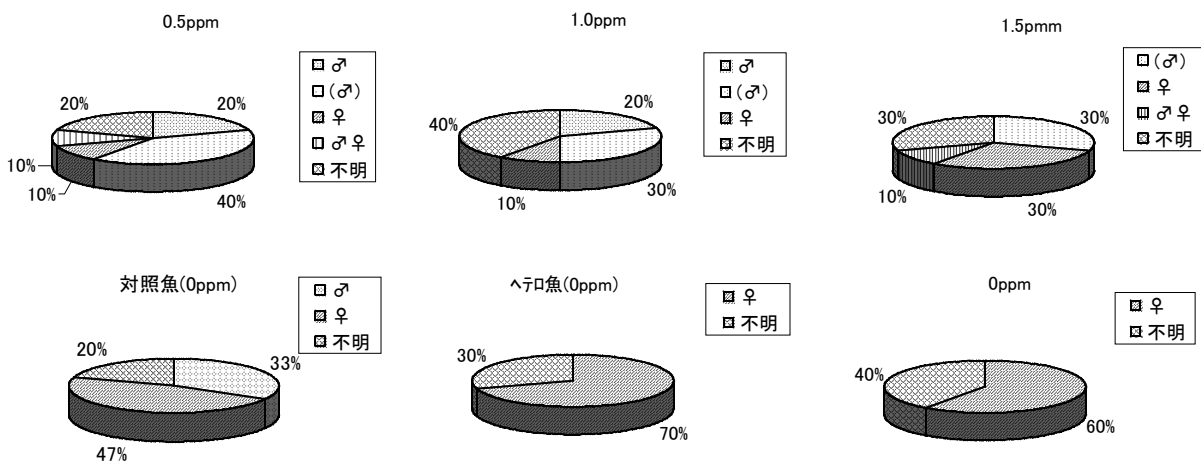 0.5ppm
♂
(♂)
♀
♂♀
不明
20%
20%
10%
10%
40%
1.0ppm
♂
(♂)
♀
不明
20%
40%
10%
30%
1.5pmm
(♂)
♀
♂♀
不明
30%
30%
10%
30%
対照魚(0ppm)
♂
♀
不明
20%
33%
47%
ヘテロ魚(0ppm)
♀
不明
30%
70%
0ppm
♀
不明
40%
60%